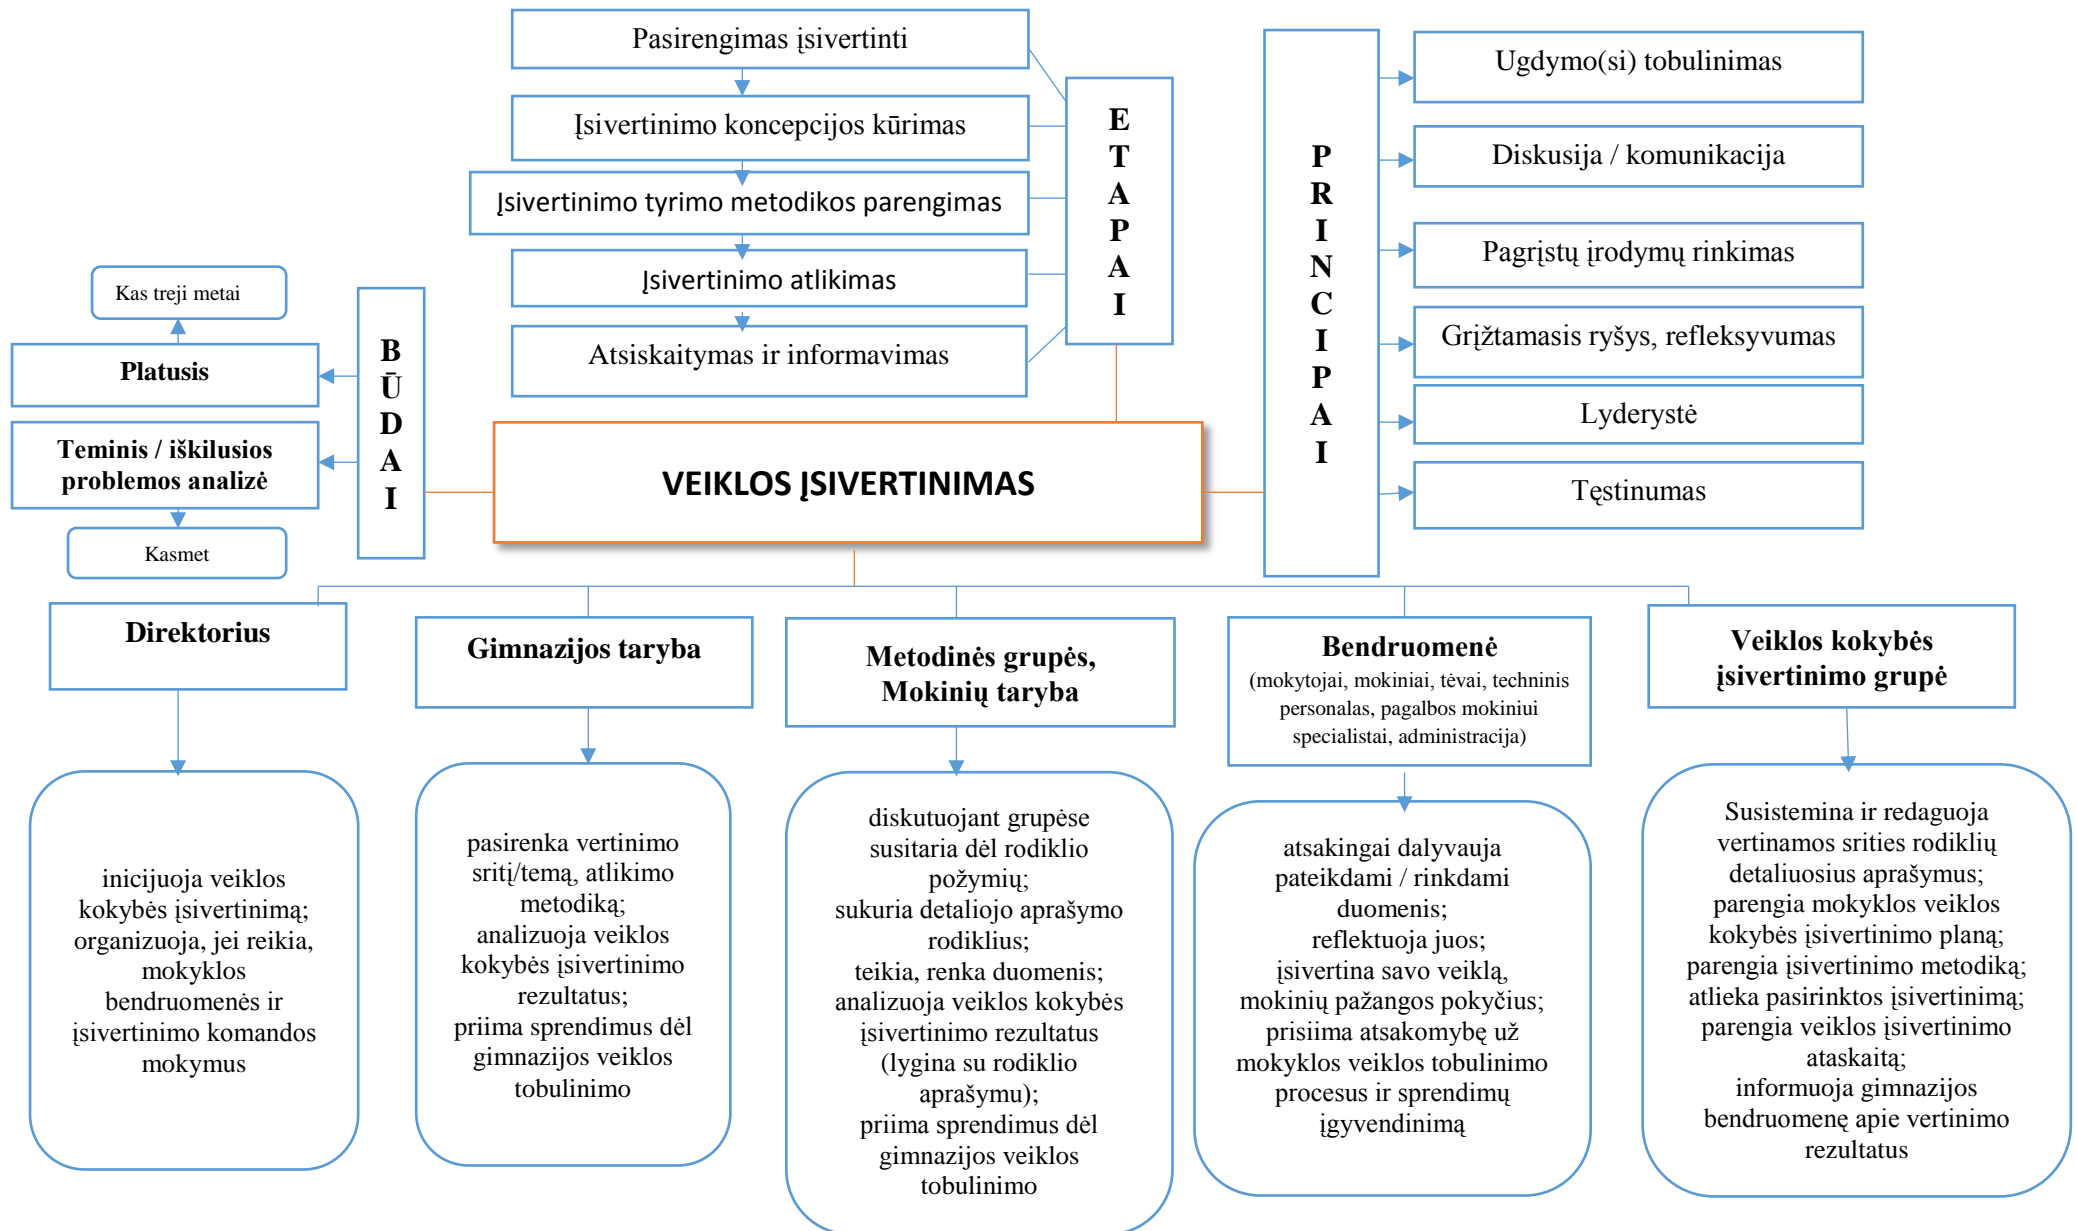 Pasirengimas įsivertinti
Įsivertinimo koncepcijos kūrimas
Įsivertinimo tyrimo metodikos parengimas
Įsivertinimo atlikimas
Atsiskaitymas ir informavimas
ETAPAI
PRINCIPAI
Ugdymo(si) tobulinimas
Diskusija / komunikacija
Pagrįstų įrodymų rinkimas
Grįžtamasis ryšys, refleksyvumas
Lyderystė
Tęstinumas
Kas treji metai
Platusis
Teminis / iškilusios
problemos analizė
Kasmet
BŪDAI
VEIKLOS ĮSIVERTINIMAS
Direktorius
inicijuoja veiklos
kokybės įsivertinimą;
organizuoja, jei reikia,
mokyklos
bendruomenės ir
įsivertinimo komandos
mokymus
Gimnazijos taryba
pasirenka vertinimo
sritį/temą, atlikimo
metodiką;
analizuoja veiklos
kokybės įsivertinimo
rezultatus;
priima sprendimus dėl
gimnazijos veiklos
tobulinimo
Metodinės grupės,
Mokinių taryba
diskutuojant grupėse
susitaria dėl rodiklio
požymių;
sukuria detaliojo aprašymo
rodiklius;
teikia, renka duomenis;
analizuoja veiklos kokybės
įsivertinimo rezultatus
(lygina su rodiklio
aprašymu);
priima sprendimus dėl
gimnazijos veiklos
tobulinimo
Bendruomenė
(mokytojai, mokiniai, tėvai, techninis
personalas, pagalbos mokiniui
specialistai, administracija)
atsakingai dalyvauja
pateikdami / rinkdami
duomenis;
reflektuoja juos;
įsivertina savo veiklą,
mokinių pažangos pokyčius;
prisiima atsakomybę už
mokyklos veiklos tobulinimo
procesus ir sprendimų
įgyvendinimą
Veiklos kokybės
įsivertinimo grupė
Susistemina ir redaguoja
vertinamos srities rodiklių
detaliuosius aprašymus;
parengia mokyklos veiklos
kokybės įsivertinimo planą;
parengia įsivertinimo metodiką;
atlieka pasirinktos įsivertinimą;
parengia veiklos įsivertinimo
ataskaitą;
informuoja gimnazijos
bendruomenę apie vertinimo
rezultatus